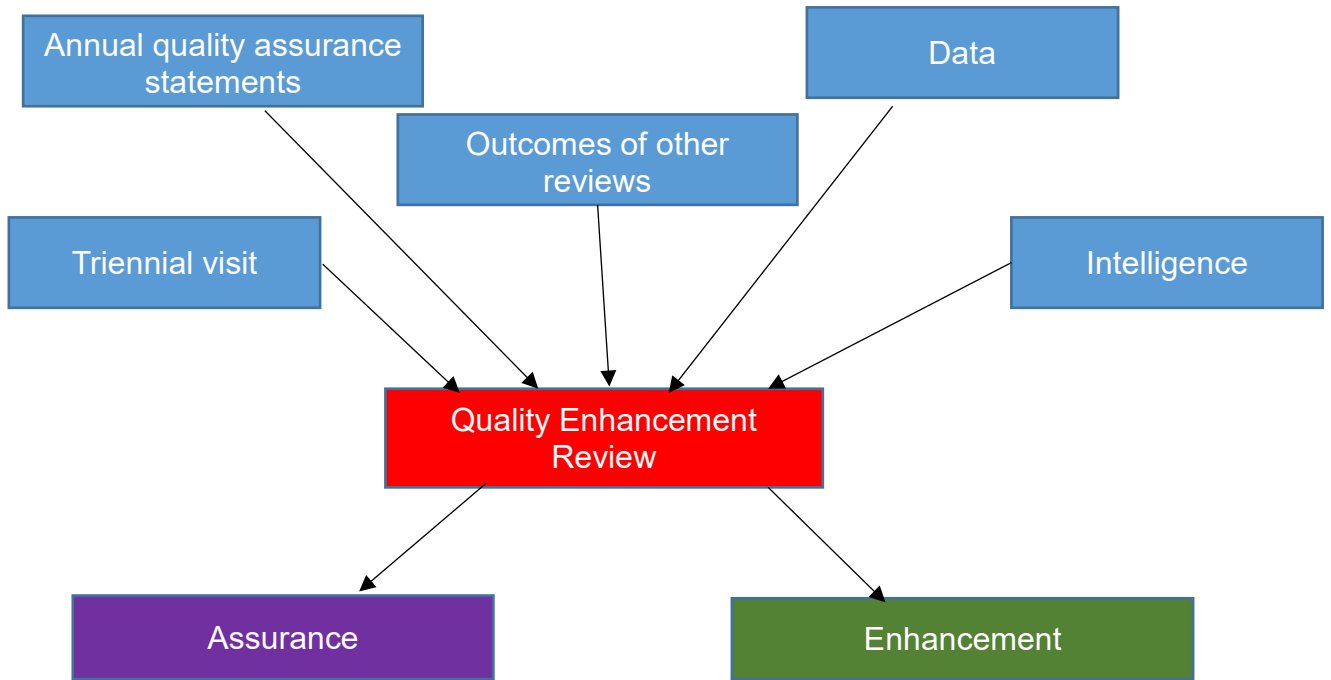 Annual quality assurance
statements
Data
Outcomes of other
reviews
Triennial visit
Intelligence
Quality Enhancement
Review
Assurance
Enhancement